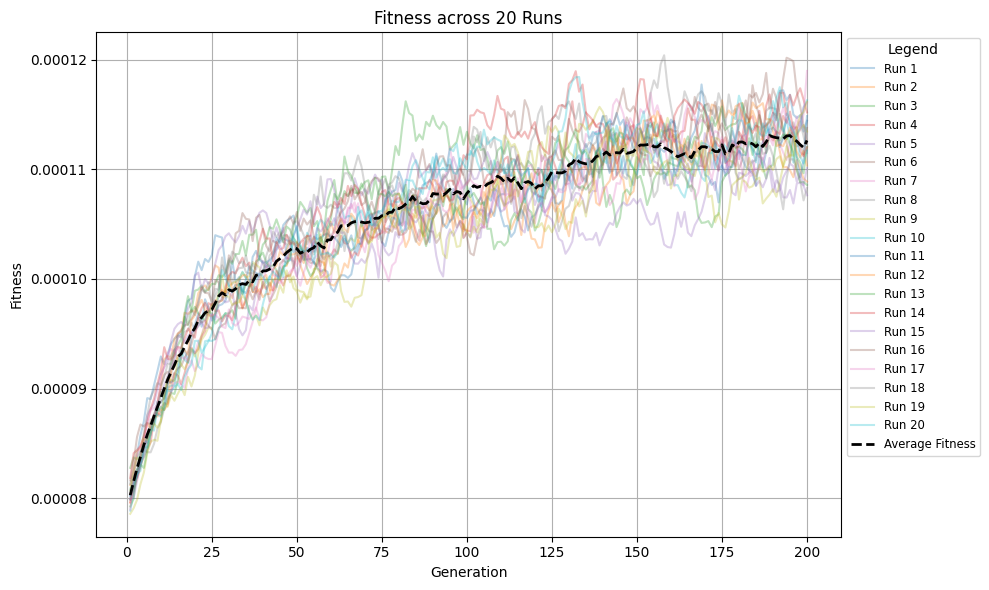 Fitness across 20 Runs
Fitness
0.00012
0.00011
0.00010
0.00009
0.00008
0
25
50
75
100
125
150
175
200
Generation
Legend
Run 1
Run 2
Run 3
Run 4
Run 5
Run 6
Run 7
Run 8
Run 9
Run 10
Run 11
Run 12
Run 13
Run 14
Run 15
Run 16
Run 17
Run 18
Run 19
Run 20
Average Fitness